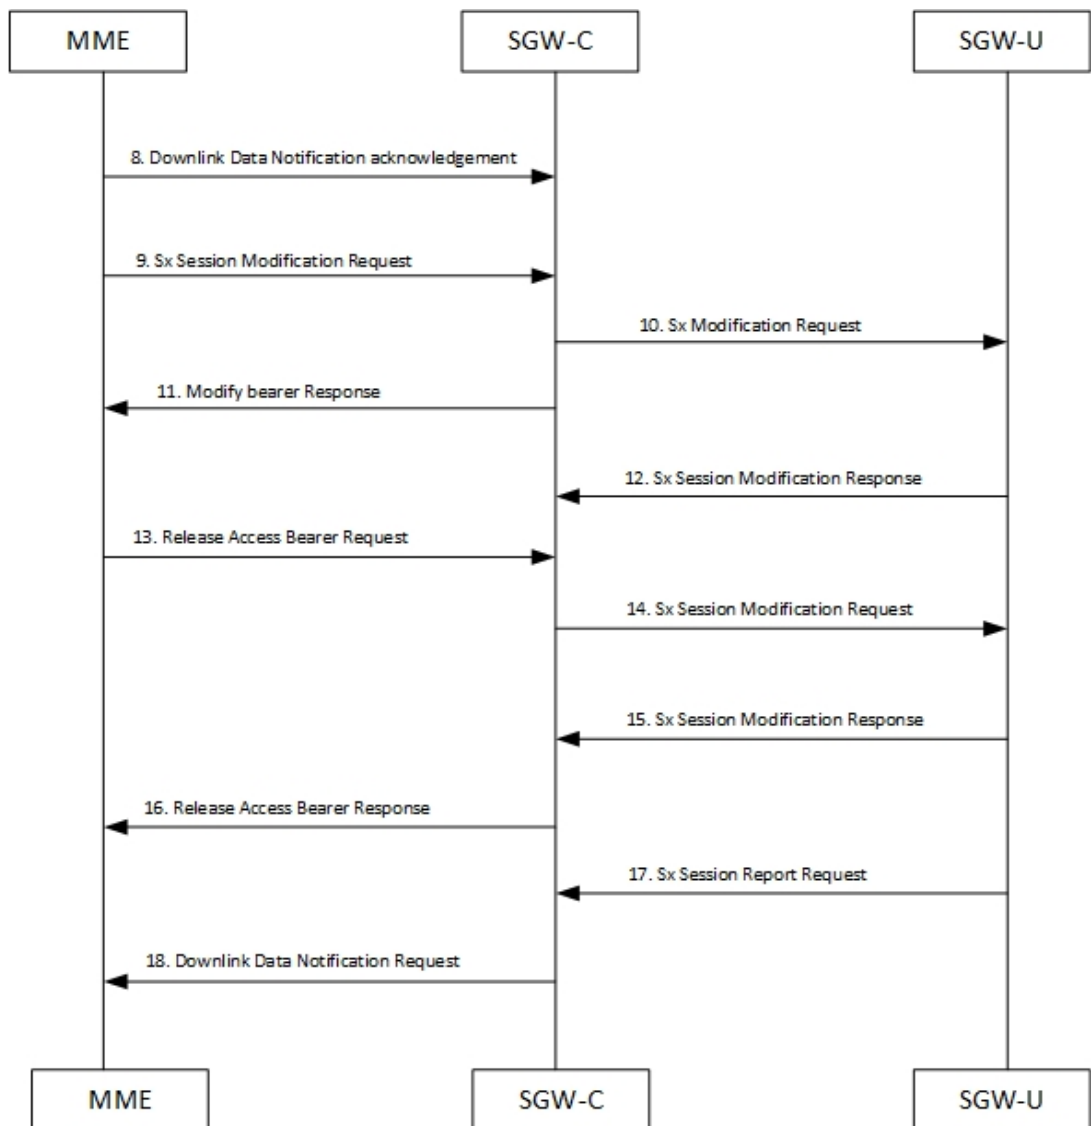 MME
SGW-C
SGW-U
8. Downlink Data Notification acknowledgement
9. Sx Session Modification Request
10. Sx Modification Request
11. Modify bearer Response
12. Sx Session Modification Response
13. Release Access Bearer Request
14. Sx Session Modification Request
15. Sx Session Modification Response
16. Release Access Bearer Response
17. Sx Session Report Request
18. Downlink Data Notification Request
MME
SGW-C
SGW-U